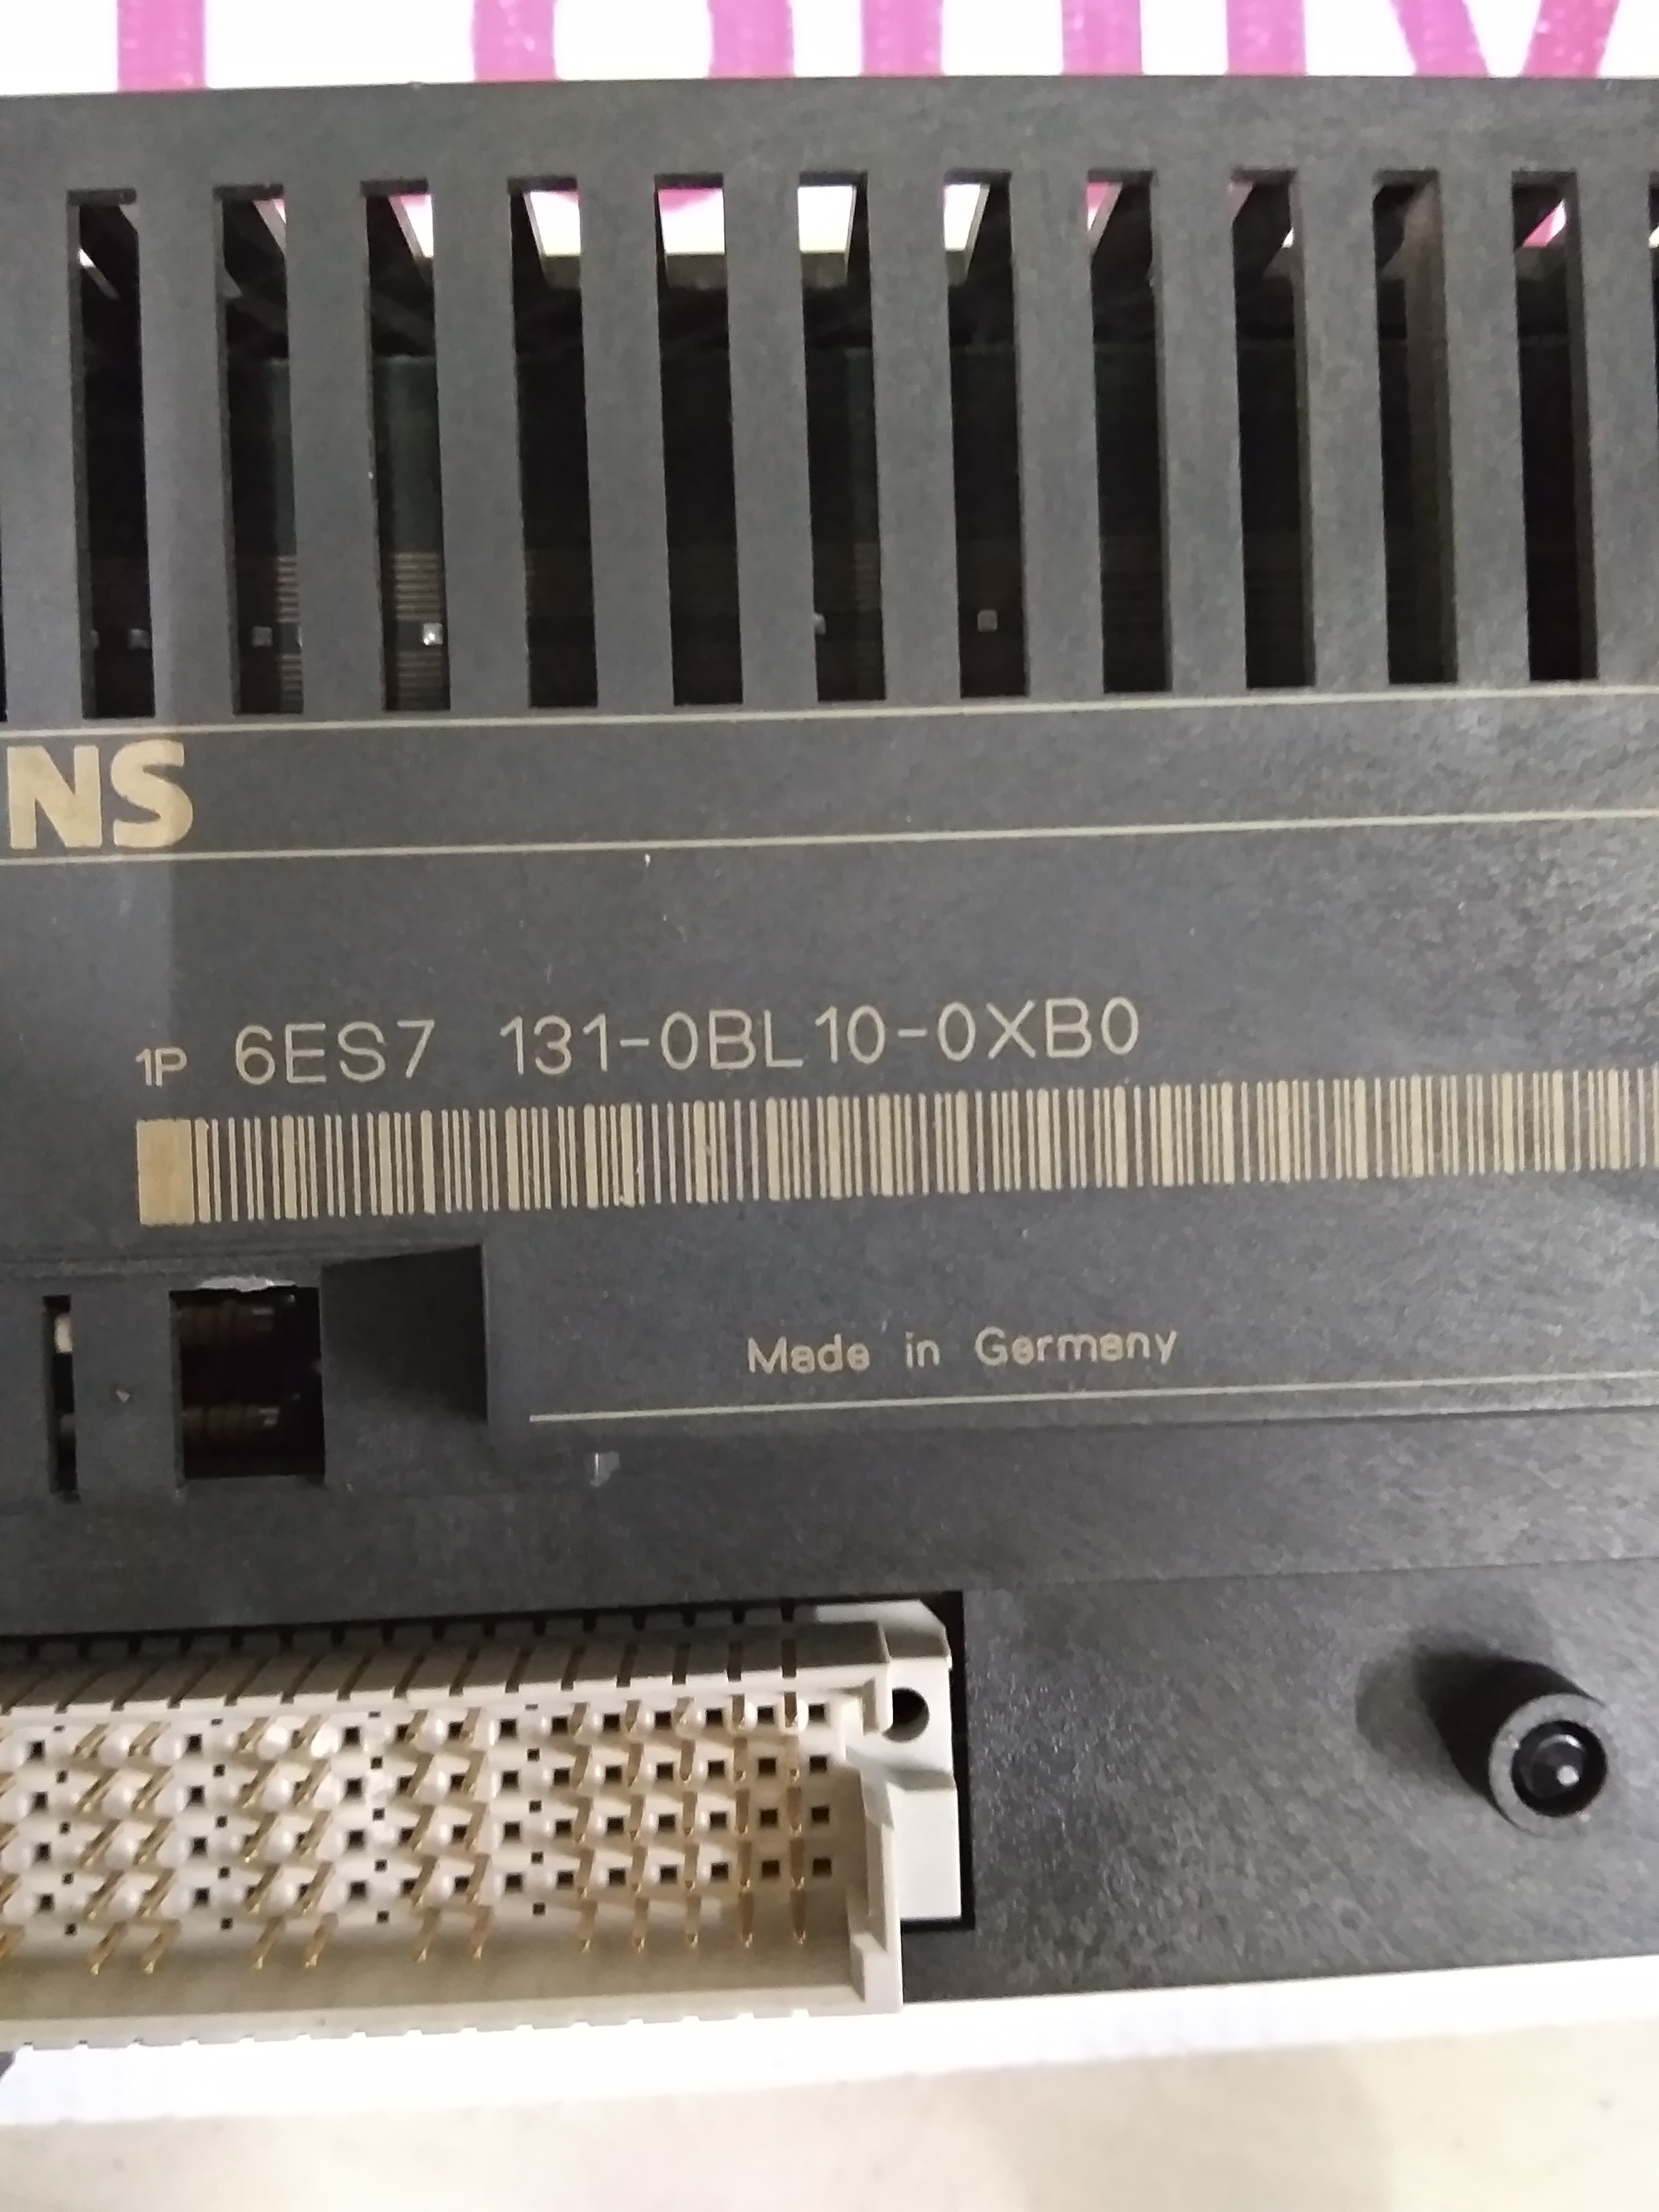 NS
1P 6ES7 131-0BL10-0XB0
Made in Germany